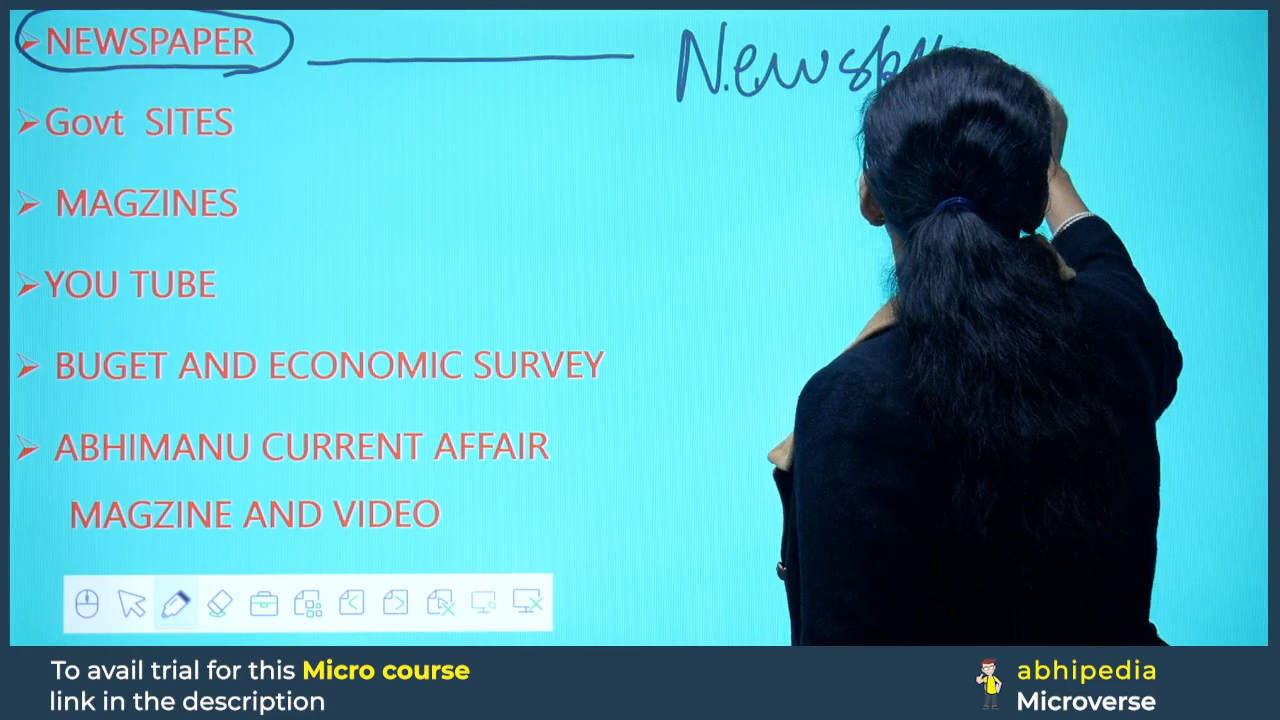 NEWSPAPER
Govt SITES
MAGZINES
YOU TUBE
BUGET AND ECONOMIC SURVEY
ABHIMANU CURRENT AFFAIR
MAGZINE AND VIDEO
To avail trial for this Micro course
link in the description
abhipedia
Microverse